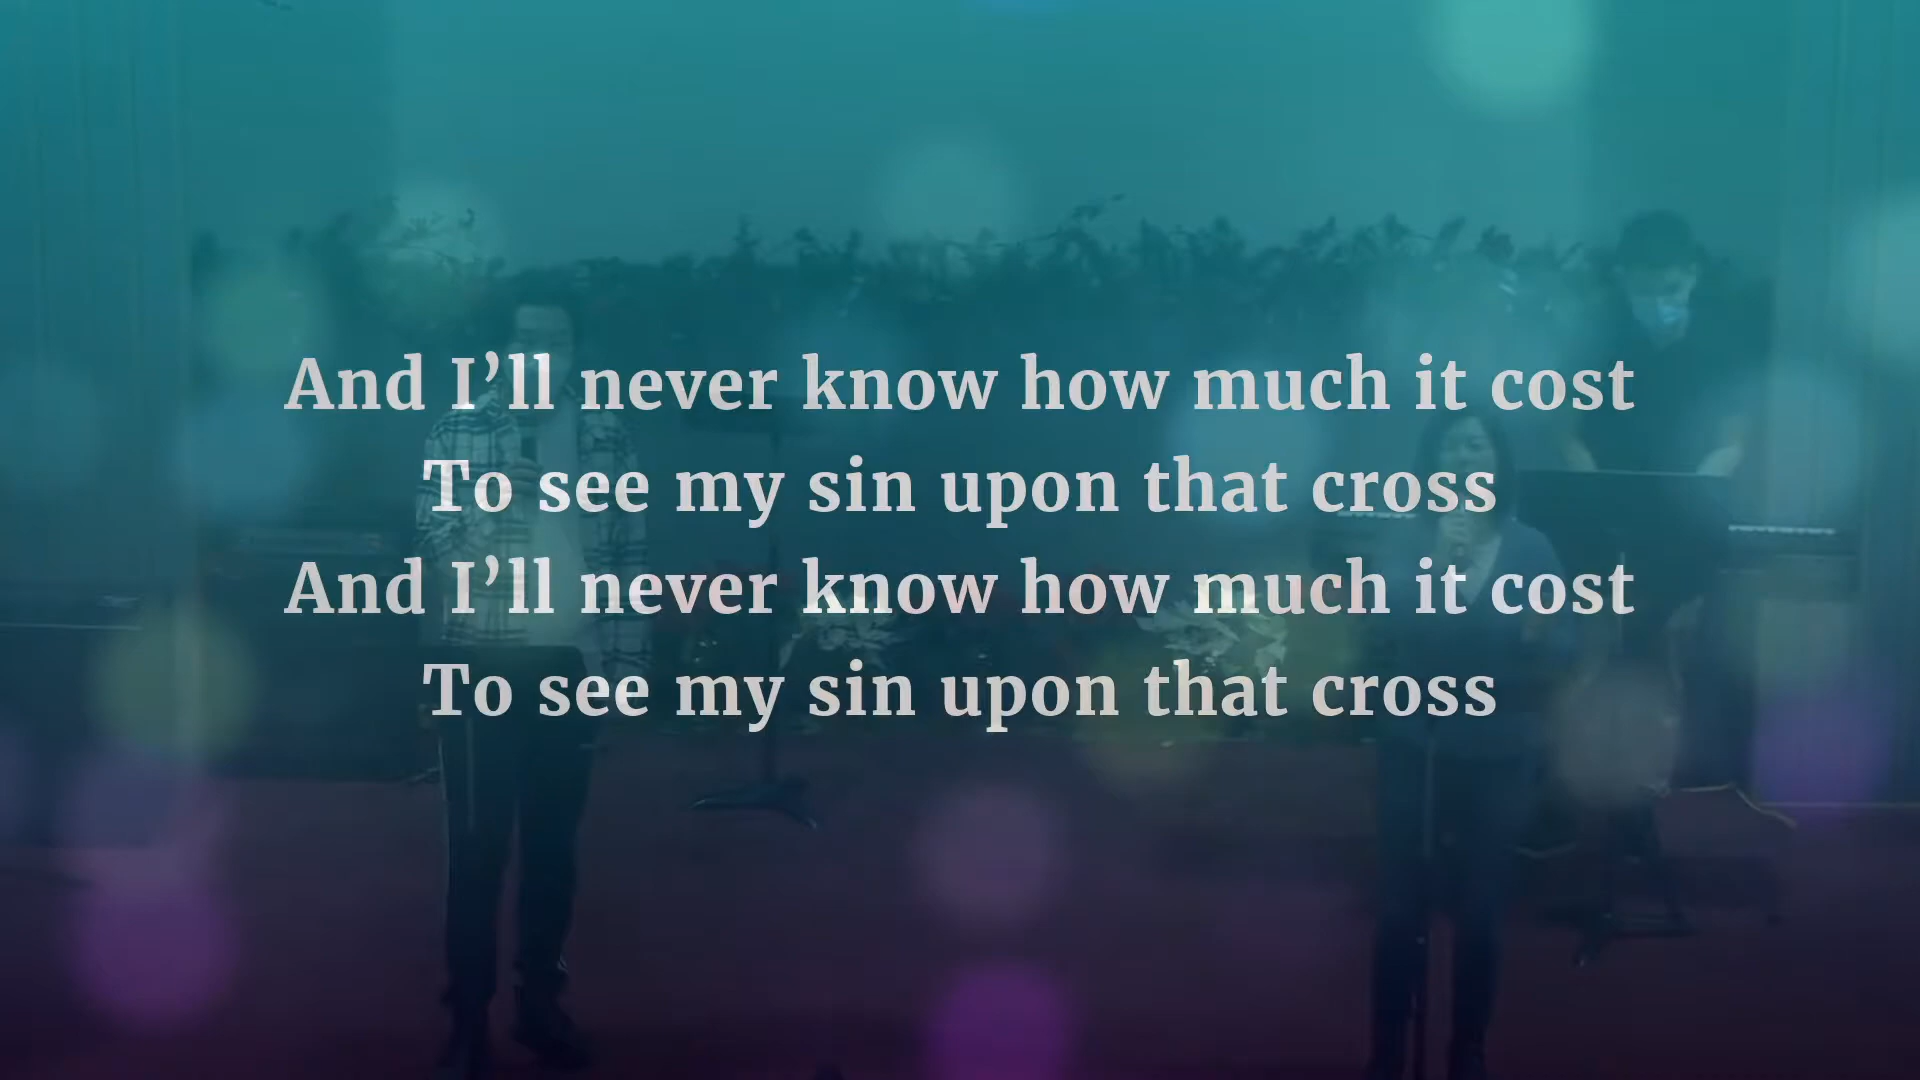 And I’ll never know how much it cost
To see my sin upon that cross
And I’ll never know how much it cost
To see my sin upon that cross